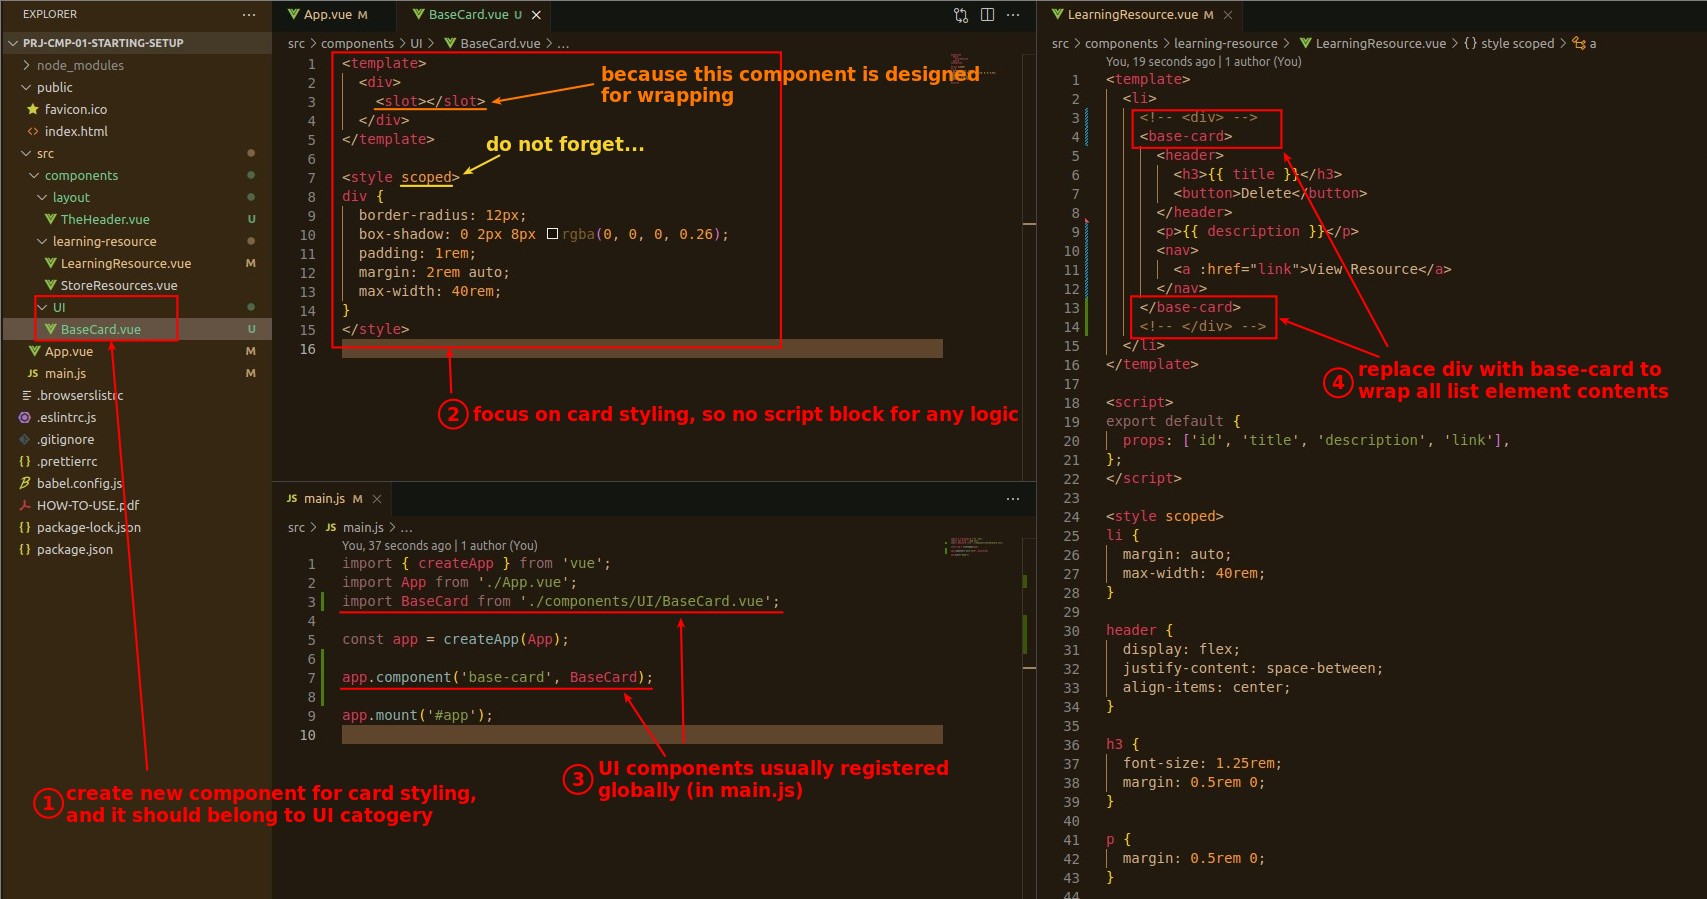 EXPLORER
PRJ-CMP-01-STARTING-SETUP
node_modules
public
favicon.ico
index.html
src
components
layout
TheHeader.vue U
learning-resource
LearningResource.vue M
StoreResources.vue
UI
BaseCard.vue U
App.vue M
JS main.js M
.browserslistrc
.eslintrc.js
.gitignore
.prettierrc
babel.config.js
HOW-TO-USE.pdf
package-lock.json
package.json
① create new component for card styling,
and it should belong to UI catogery
App.vue M BaseCard.vue U
src > components > UI > BaseCard.vue > ...
1 <template>
2 <div>
3 <slot></slot>
4 </div>
5 </template>
6
7 <style scoped>
8 div {
9 border-radius: 12px;
10 box-shadow: 0 2px 8px rgba(0, 0, 0, 0.26);
11 padding: 1rem;
12 margin: 2rem auto;
13 max-width: 40rem;
14 }
15 </style>
16
because this component is designed
for wrapping
do not forget...
② focus on card styling, so no script block for any logic
JS main.js M
src > JS main.js > ...
You, 37 seconds ago | 1 author (You)
1 import { createApp } from 'vue';
2 import App from './App.vue';
3 import BaseCard from './components/UI/BaseCard.vue';
4
5 const app = createApp(App);
6
7 app.component('base-card', BaseCard);
8
9 app.mount('#app');
10
③ UI components usually registered
globally (in main.js)
LearningResource.vue M
src > components > learning-resource > LearningResource.vue > {} style scoped > a
You, 19 seconds ago | 1 author (You)
1 <template>
2 <li>
3 <!-- <div> -->
4 <base-card>
5 <header>
6 <h3>{{ title }}</h3>
7 <button>Delete</button>
8 </header>
9 <p>{{ description }}</p>
10 <nav>
11 <a :href="link">View Resource</a>
12 </nav>
13 </base-card>
14 <!-- </div> -->
15 </li>
16 </template>
17
18 <script>
19 export default {
20 props: ['id', 'title', 'description', 'link'],
21 };
22 </script>
23
24 <style scoped>
25 li {
26 margin: auto;
27 max-width: 40rem;
28 }
29
30 header {
31 display: flex;
32 justify-content: space-between;
33 align-items: center;
34 }
35
36 h3 {
37 font-size: 1.25rem;
38 margin: 0.5rem 0;
39 }
40
41 p {
42 margin: 0.5rem 0;
43 }
44
④ replace div with base-card to
wrap all list element contents